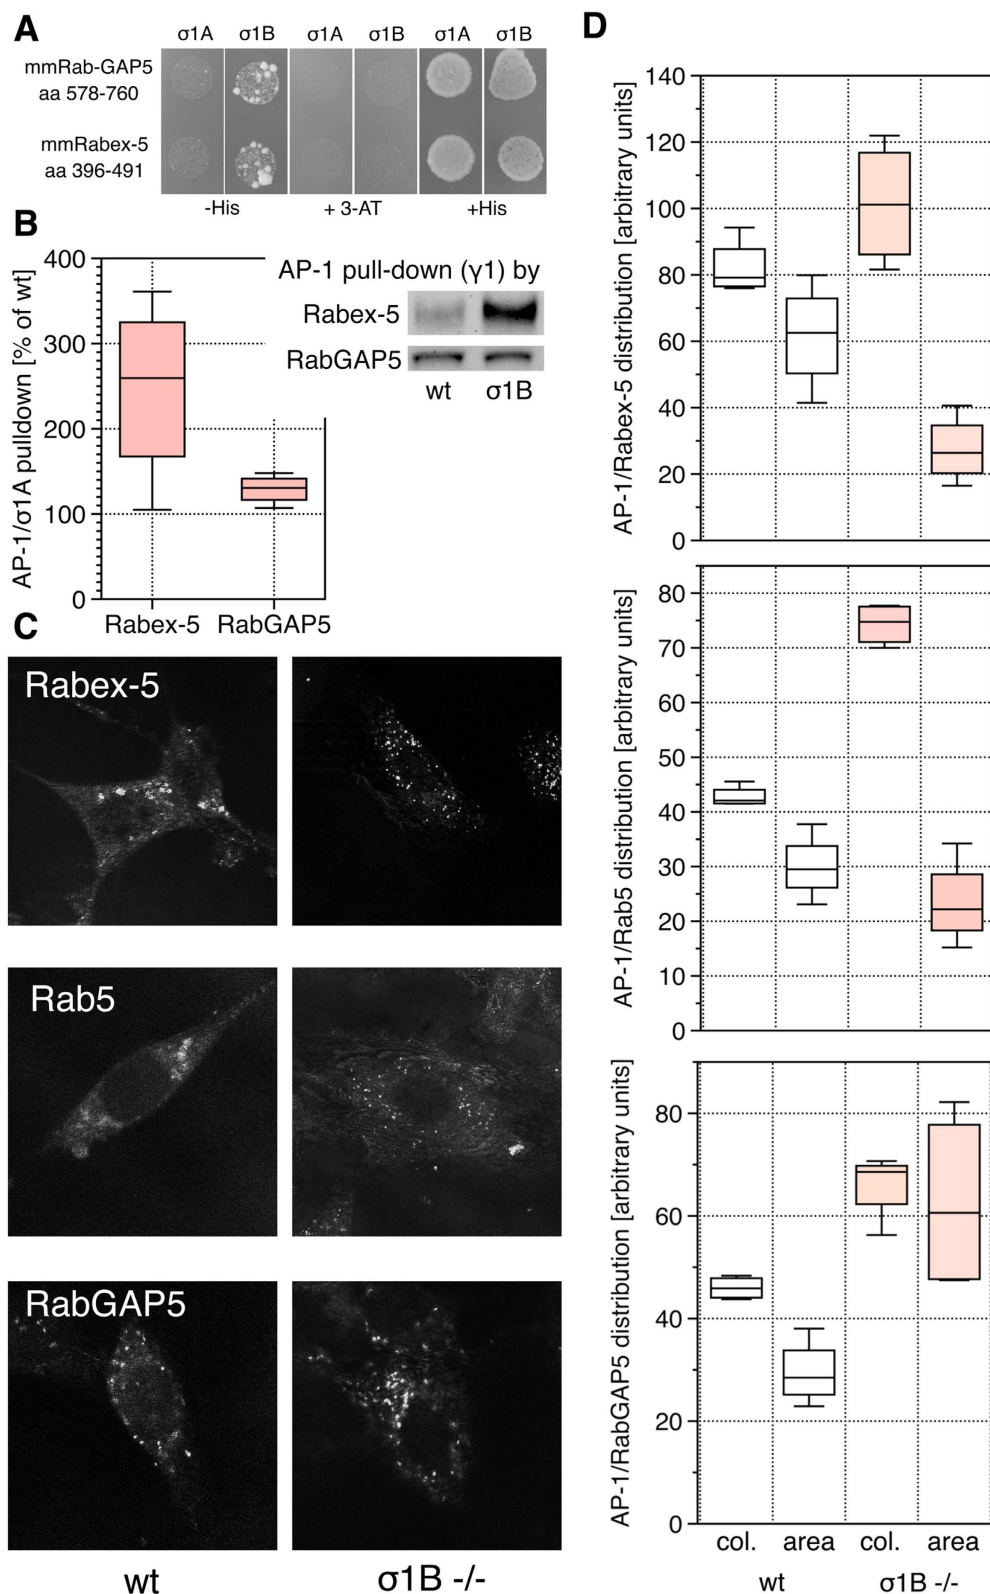 A
σ1A σ1B σ1A σ1B σ1A σ1B
mmRab-GAP5
aa 578-760
mmRabex-5
aa 396-491
-His + 3-AT +His
B
AP-1/σ1A pulldown [% of wt]
400
300
200
100
0
Rabex-5 RabGAP5
AP-1 pull-down (γ1) by
Rabex-5
RabGAP5
wt σ1B
C
Rabex-5
Rab5
RabGAP5
wt σ1B -/-
D
AP-1/Rabex-5 distribution [arbitrary units]
140
120
100
80
60
40
20
0
AP-1/Rab5 distribution [arbitrary units]
80
70
60
50
40
30
20
10
0
AP-1/RabGAP5 distribution [arbitrary units]
80
60
40
20
0
col. area col. area
wt σ1B -/-